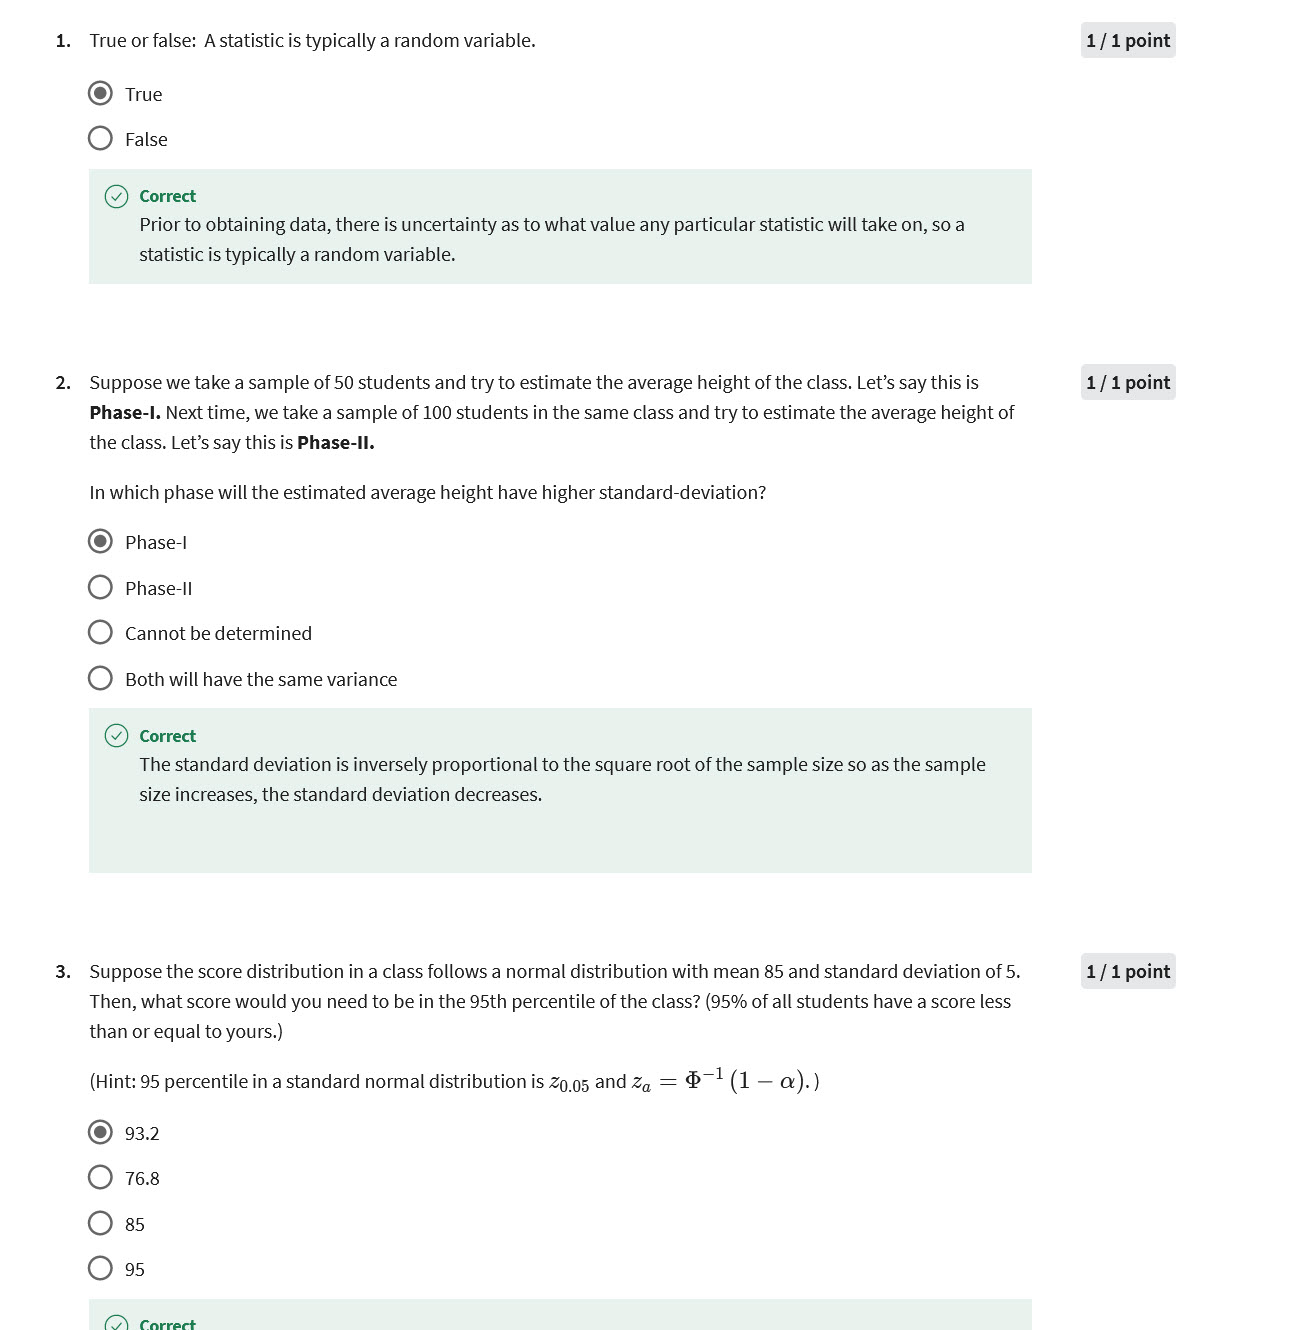 1. True or false: A statistic is typically a random variable.
1 / 1 point
True
False
Correct
Prior to obtaining data, there is uncertainty as to what value any particular statistic will take on, so a
statistic is typically a random variable.
2. Suppose we take a sample of 50 students and try to estimate the average height of the class. Let’s say this is
1 / 1 point
Phase-I. Next time, we take a sample of 100 students in the same class and try to estimate the average height of
the class. Let’s say this is Phase-II.
In which phase will the estimated average height have higher standard-deviation?
Phase-I
Phase-II
Cannot be determined
Both will have the same variance
Correct
The standard deviation is inversely proportional to the square root of the sample size so as the sample
size increases, the standard deviation decreases.
3. Suppose the score distribution in a class follows a normal distribution with mean 85 and standard deviation of 5.
1 / 1 point
Then, what score would you need to be in the 95th percentile of the class? (95% of all students have a score less
than or equal to yours.)
(Hint: 95 percentile in a standard normal distribution is z₀.₀₅ and zₐ = Φ⁻¹ (1 − α). )
93.2
76.8
85
95
Correct